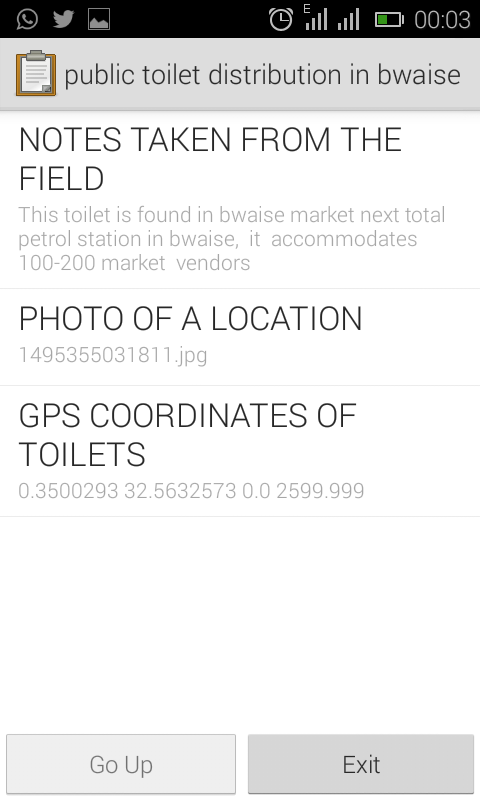 E
00:03
public toilet distribution in bwaise
NOTES TAKEN FROM THE
FIELD
This toilet is found in bwaise market next total
petrol station in bwaise, it accommodates
100-200 market vendors
PHOTO OF A LOCATION
1495355031811.jpg
GPS COORDINATES OF
TOILETS
0.3500293 32.5632573 0.0 2599.999
Go Up
Exit